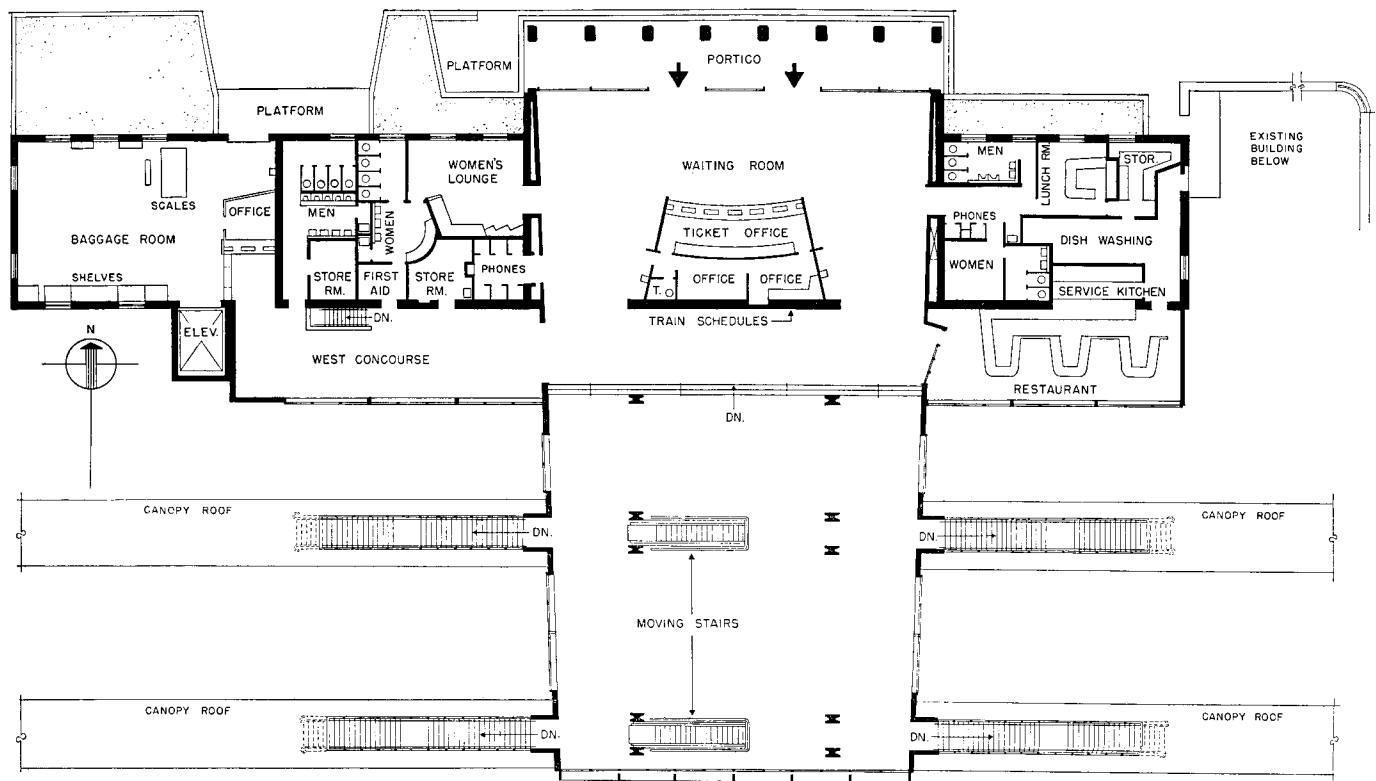 PLATFORM
PORTICO
PLATFORM
EXISTING
BUILDING
BELOW
MEN
LUNCH RM.
STOR.
WOMEN'S
LOUNGE
WAITING ROOM
SCALES
OFFICE
MEN
WOMEN
BAGGAGE ROOM
TICKET OFFICE
PHONES
DISH WASHING
SHELVES
STORE
RM.
FIRST
AID
STORE
RM.
PHONES
T.
OFFICE
OFFICE
WOMEN
SERVICE KITCHEN
DN.
TRAIN SCHEDULES
ELEV.
N
WEST CONCOURSE
RESTAURANT
DN.
CANOPY ROOF
CANOPY ROOF
DN.
DN.
MOVING STAIRS
CANOPY ROOF
CANOPY ROOF
DN.
DN.